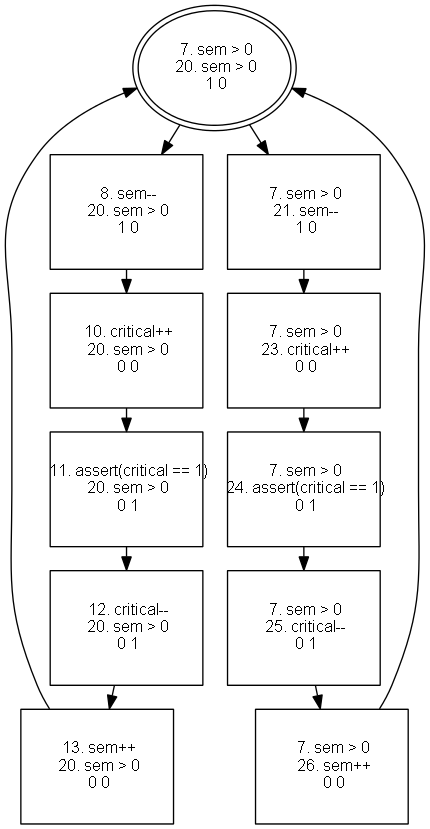 7. sem > 0
20. sem > 0
1 0
8. sem--
20. sem > 0
1 0
7. sem > 0
21. sem--
1 0
10. critical++
20. sem > 0
0 0
7. sem > 0
23. critical++
0 0
11. assert(critical == 1)
20. sem > 0
0 1
7. sem > 0
24. assert(critical == 1)
0 1
12. critical--
20. sem > 0
0 1
7. sem > 0
25. critical--
0 1
13. sem++
20. sem > 0
0 0
7. sem > 0
26. sem++
0 0